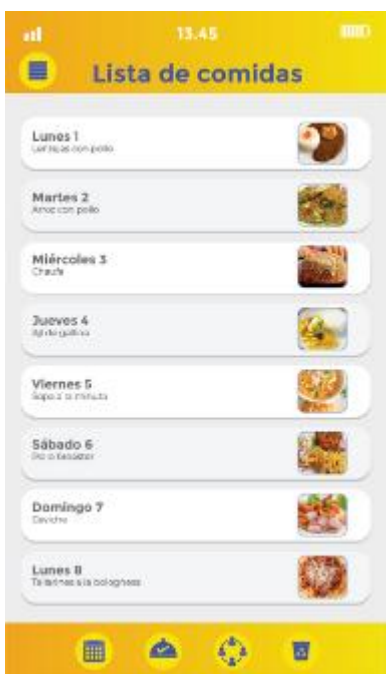 13.45
Lista de comidas
Lunes 1
Lentejas con pollo
Martes 2
Arroz con pollo
Miércoles 3
Chaufa
Jueves 4
Ají de gallina
Viernes 5
Sopa a la minuta
Sábado 6
Domingo 7
Ceviche
Lunes 8
Tallarines a la bolognesa